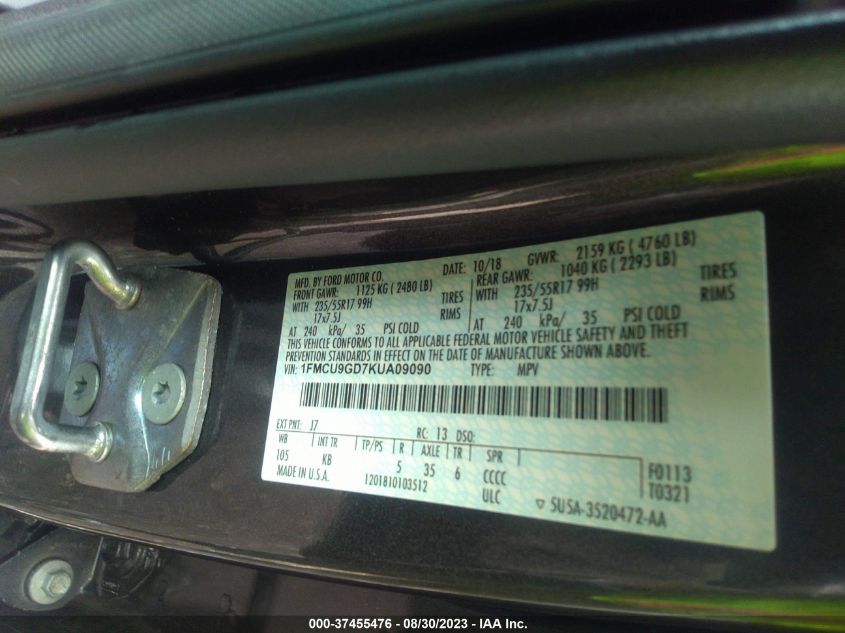 MFD. BY FORD MOTOR CO. DATE: 10/18 GVWR: 2159 KG ( 4760 LB)
FRONT GAWR: 1125 KG ( 2480 LB) REAR GAWR: 1040 KG ( 2293 LB)
WITH 235/55R17 99H TIRES WITH 235/55R17 99H TIRES
17x7.5J RIMS 17x7.5J RIMS
AT 240 kPa/ 35 PSI COLD AT 240 kPa/ 35 PSI COLD
THIS VEHICLE CONFORMS TO ALL APPLICABLE FEDERAL MOTOR VEHICLE SAFETY AND THEFT
PREVENTION STANDARDS IN EFFECT ON THE DATE OF MANUFACTURE SHOWN ABOVE.
VIN: 1FMCU9GD7KUA09090 TYPE: MPV
EXT PNT: J7 RC: 13 DSO:
WB INT TR TP/PS R AXLE TR SPR
105 KB 5 35 6 CCCC F0113
MADE IN U.S.A. 1201810103512 ULC T0321
▽ 5USA-3520472-AA
000-37455476 - 08/30/2023 - IAA Inc.